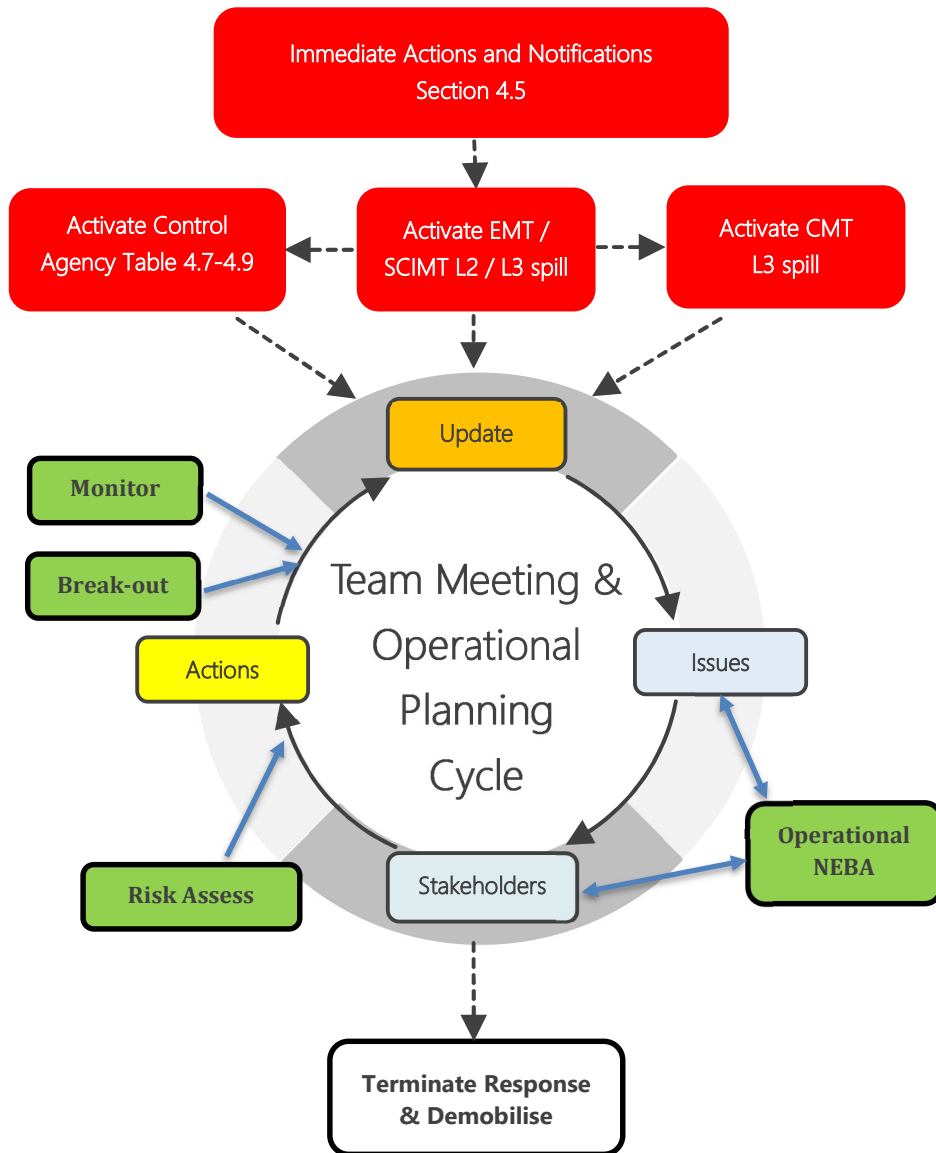 Immediate Actions and Notifications
Section 4.5
Activate Control
Agency Table 4.7-4.9
Activate EMT /
SCIMT L2 / L3 spill
Activate CMT
L3 spill
Update
Monitor
Break-out
Team Meeting &
Operational
Planning
Cycle
Actions
Issues
Operational
NEBA
Risk Assess
Stakeholders
Terminate Response
& Demobilise